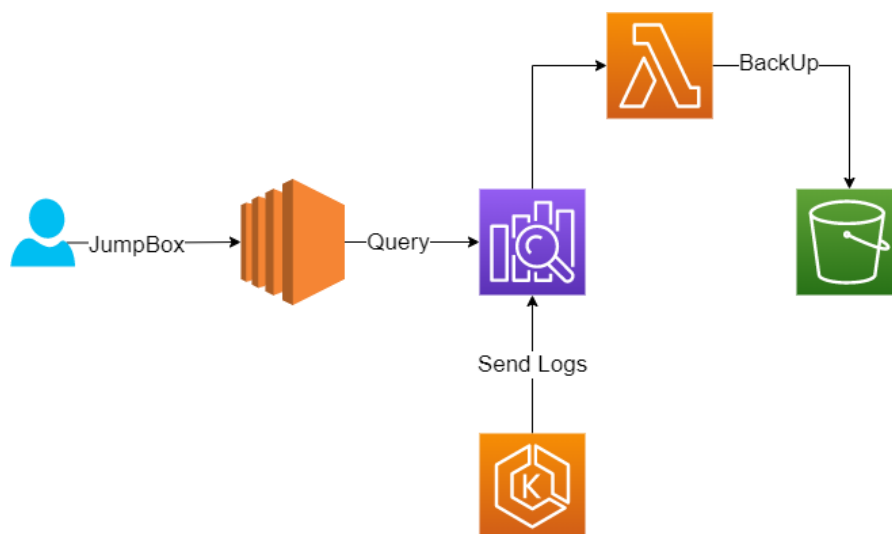 BackUp
JumpBox
Query
Send Logs
K